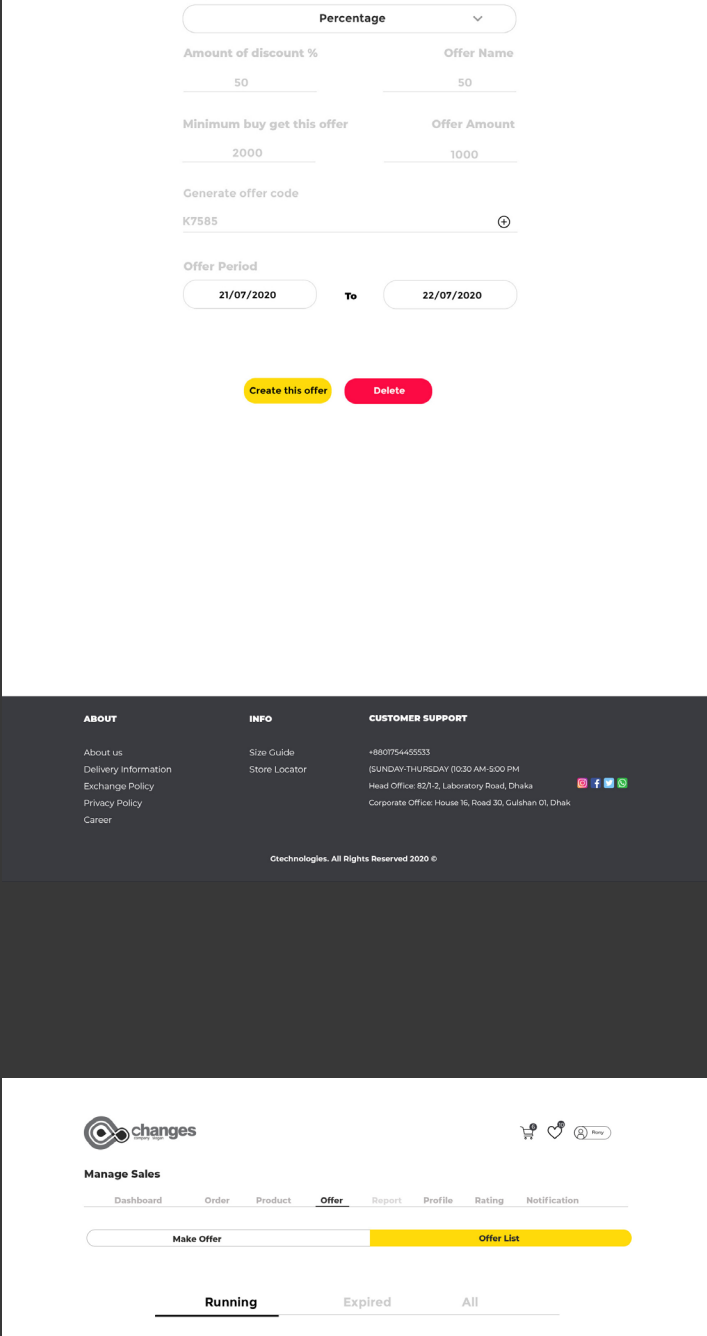 Percentage
Amount of discount % Offer Name
50 50
Minimum buy get this offer Offer Amount
2000 1000
Generate offer code
K7585
Offer Period
21/07/2020 To 22/07/2020
Create this offer Delete
ABOUT INFO CUSTOMER SUPPORT
About us Size Guide +8801754455533
Delivery Information Store Locator (SUNDAY-THURSDAY (10:30 AM-5:00 PM
Exchange Policy Head Office: 82/1-2, Laboratory Road, Dhaka
Privacy Policy Corporate Office: House 16, Road 30, Gulshan 01, Dhak
Career
Gtechnologies. All Rights Reserved 2020 ©
changes
company slogan
Rony
Manage Sales
Dashboard Order Product Offer Report Profile Rating Notification
Make Offer Offer List
Running Expired All